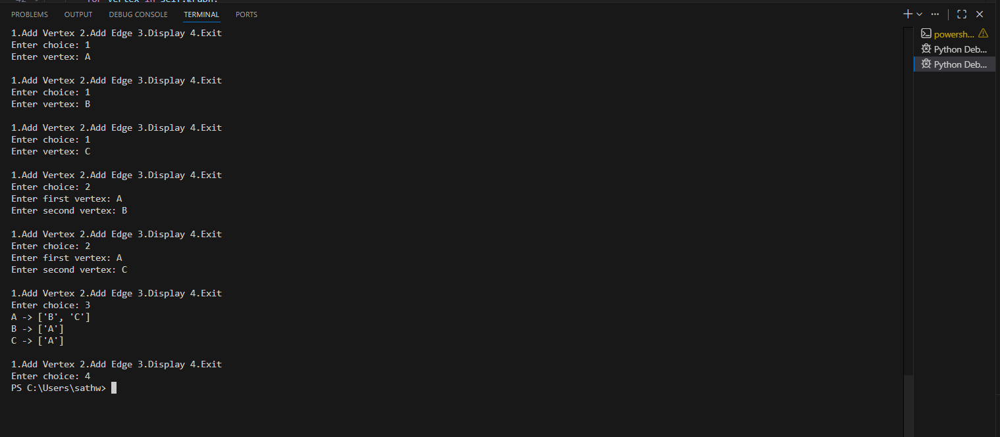 for vertex in self.graph:
PROBLEMS OUTPUT DEBUG CONSOLE TERMINAL PORTS
1.Add Vertex 2.Add Edge 3.Display 4.Exit
Enter choice: 1
Enter vertex: A
1.Add Vertex 2.Add Edge 3.Display 4.Exit
Enter choice: 1
Enter vertex: B
1.Add Vertex 2.Add Edge 3.Display 4.Exit
Enter choice: 1
Enter vertex: C
1.Add Vertex 2.Add Edge 3.Display 4.Exit
Enter choice: 2
Enter first vertex: A
Enter second vertex: B
1.Add Vertex 2.Add Edge 3.Display 4.Exit
Enter choice: 2
Enter first vertex: A
Enter second vertex: C
1.Add Vertex 2.Add Edge 3.Display 4.Exit
Enter choice: 3
A -> ['B', 'C']
B -> ['A']
C -> ['A']
1.Add Vertex 2.Add Edge 3.Display 4.Exit
Enter choice: 4
PS C:\Users\sathw>
powersh...
Python Deb...
Python Deb...